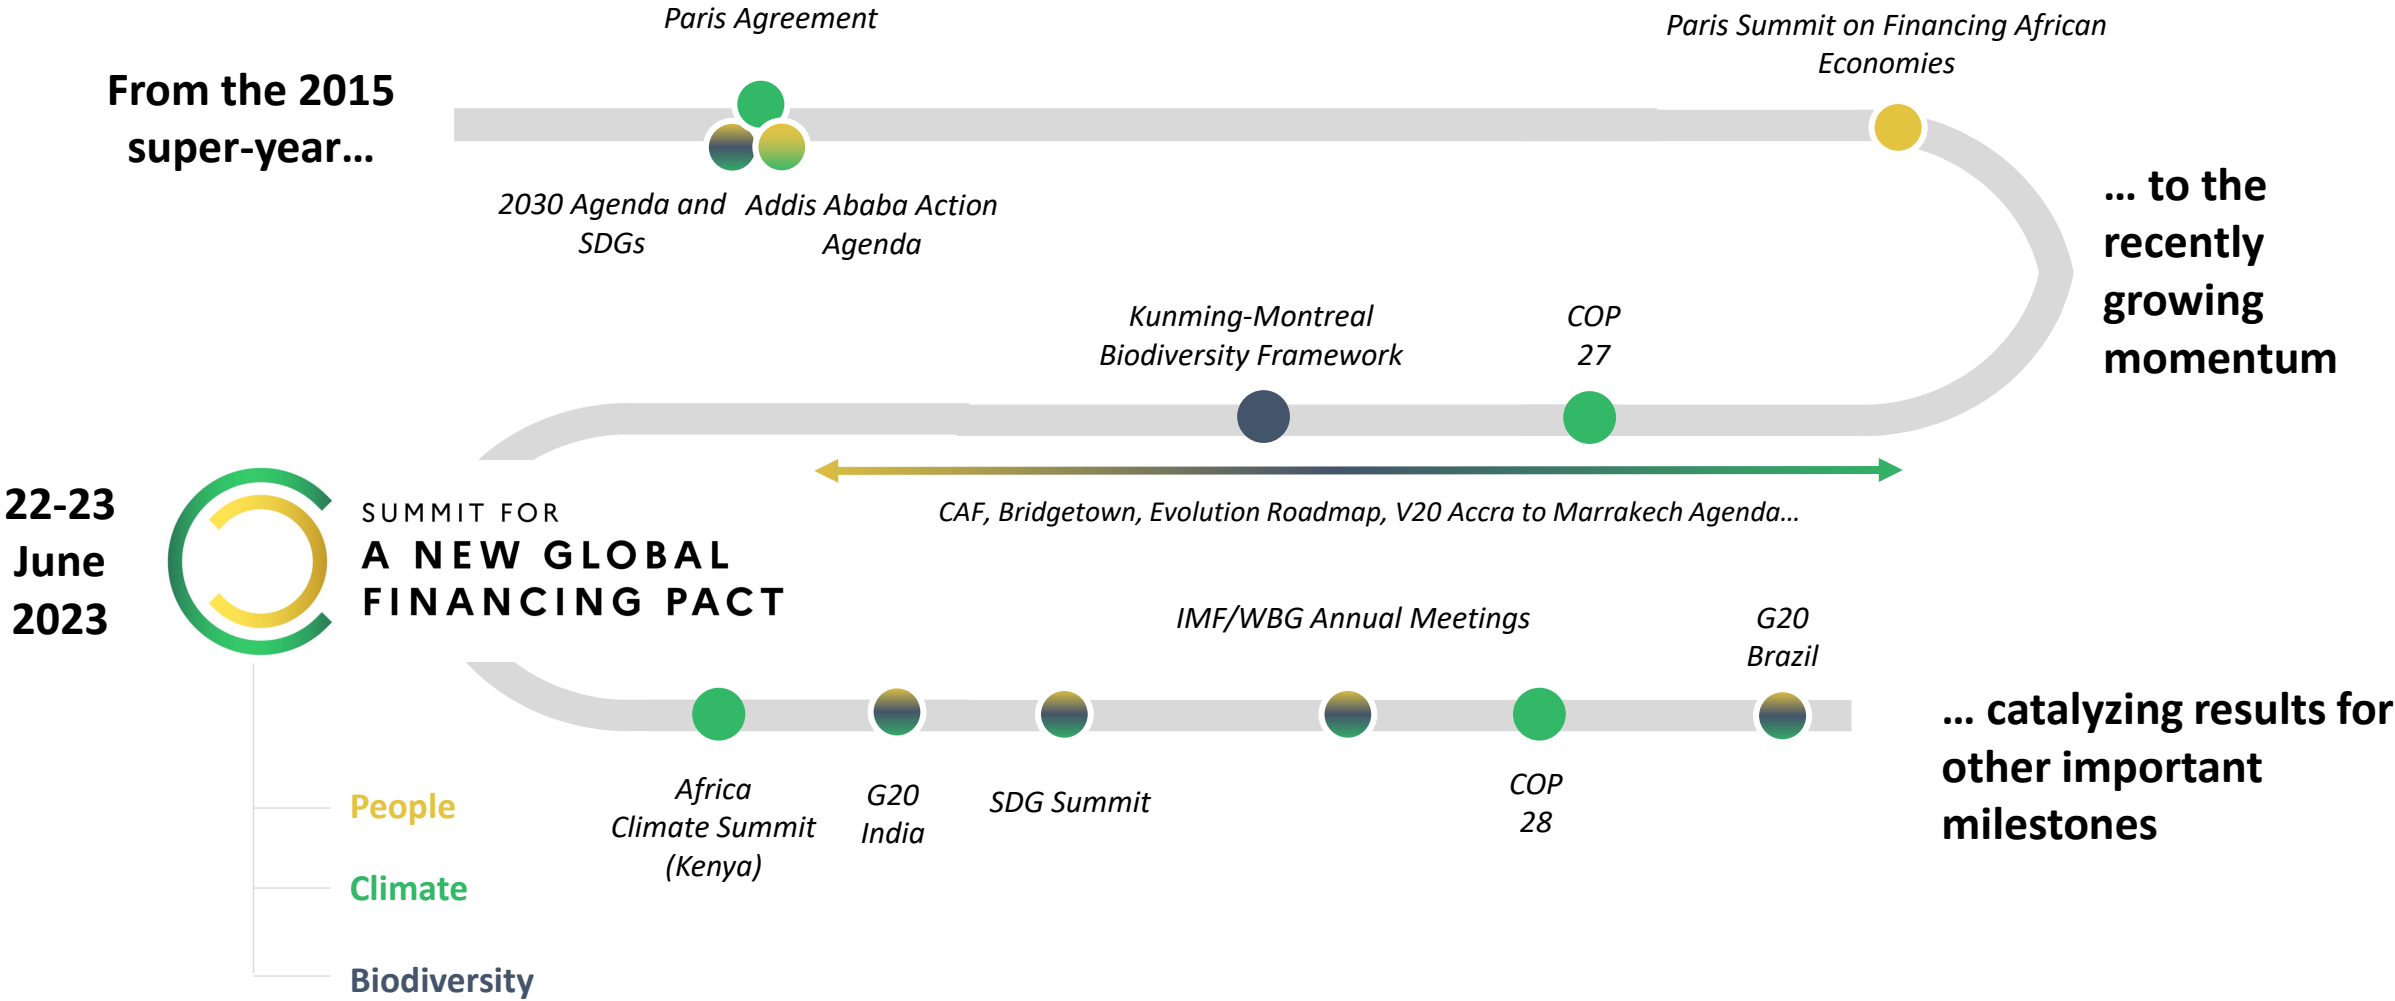 Paris Agreement
Paris Summit on Financing African
Economies
From the 2015
super-year…
2030 Agenda and
SDGs
Addis Ababa Action
Agenda
… to the
recently
growing
momentum
Kunming-Montreal
Biodiversity Framework
COP
27
CAF, Bridgetown, Evolution Roadmap, V20 Accra to Marrakech Agenda…
22-23
June
2023
SUMMIT FOR
A NEW GLOBAL
FINANCING PACT
IMF/WBG Annual Meetings
G20
Brazil
Africa
Climate Summit
(Kenya)
G20
India
SDG Summit
COP
28
… catalyzing results for
other important
milestones
People
Climate
Biodiversity